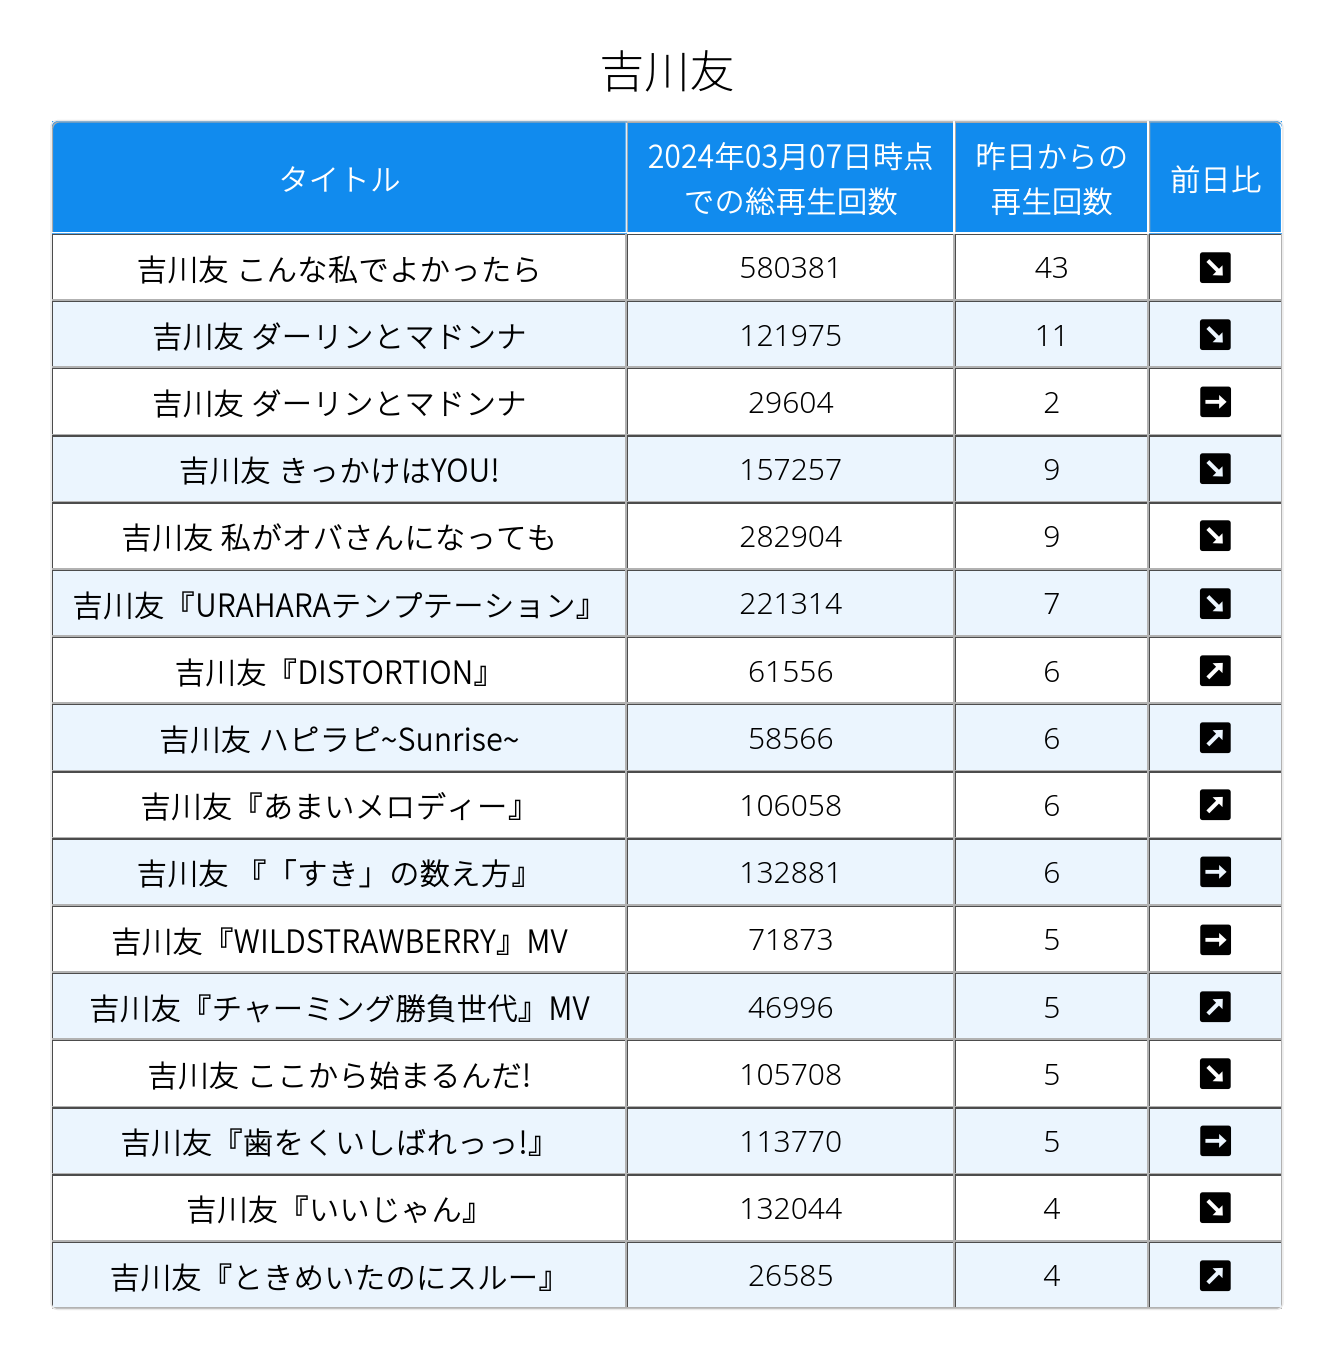 吉川友
タイトル 2024年03月07日時点での総再生回数 昨日からの再生回数 前日比
吉川友 こんな私でよかったら 580381 43 ↘
吉川友 ダーリンとマドンナ 121975 11 ↘
吉川友 ダーリンとマドンナ 29604 2 →
吉川友 きっかけはYOU! 157257 9 ↘
吉川友 私がオバさんになっても 282904 9 ↘
吉川友『URAHARAテンプテーション』 221314 7 ↘
吉川友『DISTORTION』 61556 6 ↗
吉川友 ハピラピ~Sunrise~ 58566 6 ↗
吉川友『あまいメロディー』 106058 6 ↗
吉川友 『「すき」の数え方』 132881 6 →
吉川友『WILDSTRAWBERRY』MV 71873 5 →
吉川友『チャーミング勝負世代』MV 46996 5 ↗
吉川友 ここから始まるんだ! 105708 5 ↘
吉川友『歯をくいしばれっっ!』 113770 5 →
吉川友『いいじゃん』 132044 4 ↘
吉川友『ときめいたのにスルー』 26585 4 ↗